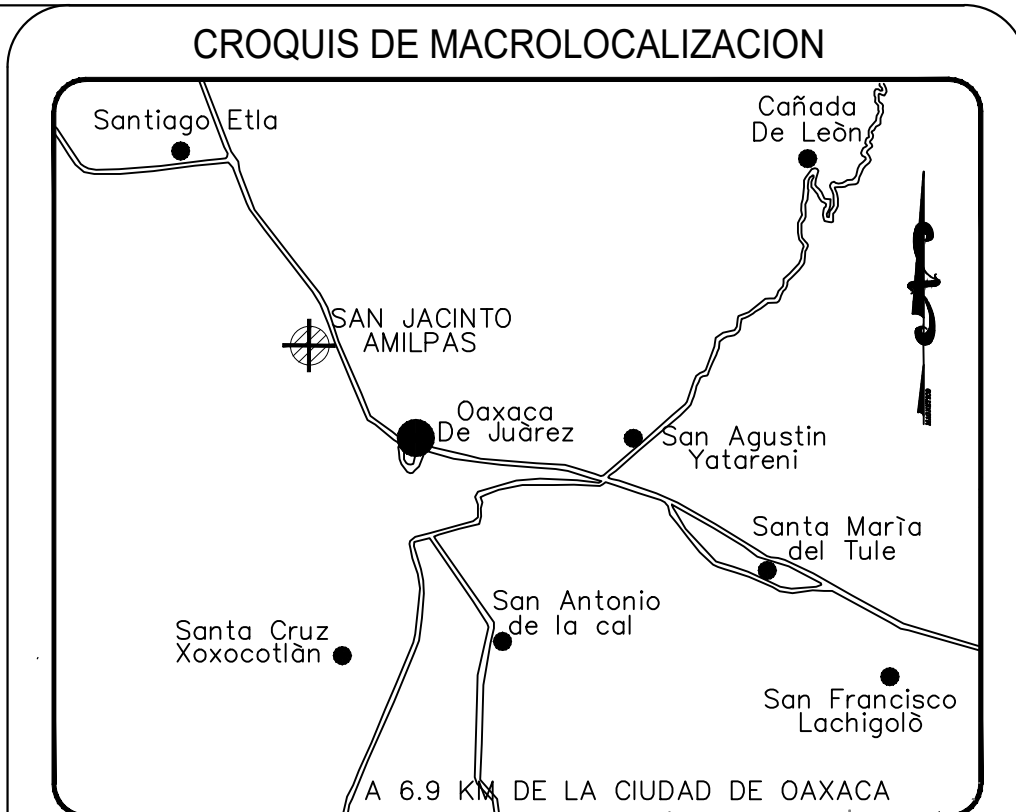 CROQUIS DE MACROLOCALIZACION
Santiago Etla
Cañada
De Leòn
SAN JACINTO
AMILPAS
Oaxaca
De Juàrez
San Agustin
Yatareni
Santa Marìa
del Tule
San Antonio
de la cal
Santa Cruz
Xoxocotlàn
San Francisco
Lachigolò
A 6.9 KM DE LA CIUDAD DE OAXACA